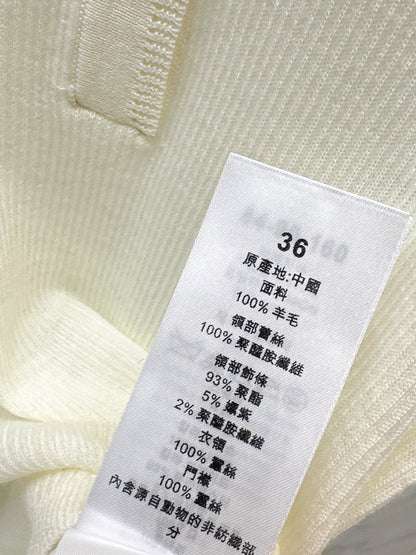 36
原產地:中國
面料
100% 羊毛
領部蕾絲
100% 聚醯胺纖維
領部飾條
93% 聚酯
5% 嫘縈
2% 聚醯胺纖維
衣領
100% 蠶絲
門襟
100% 蠶絲
內含源自動物的非紡織部
分